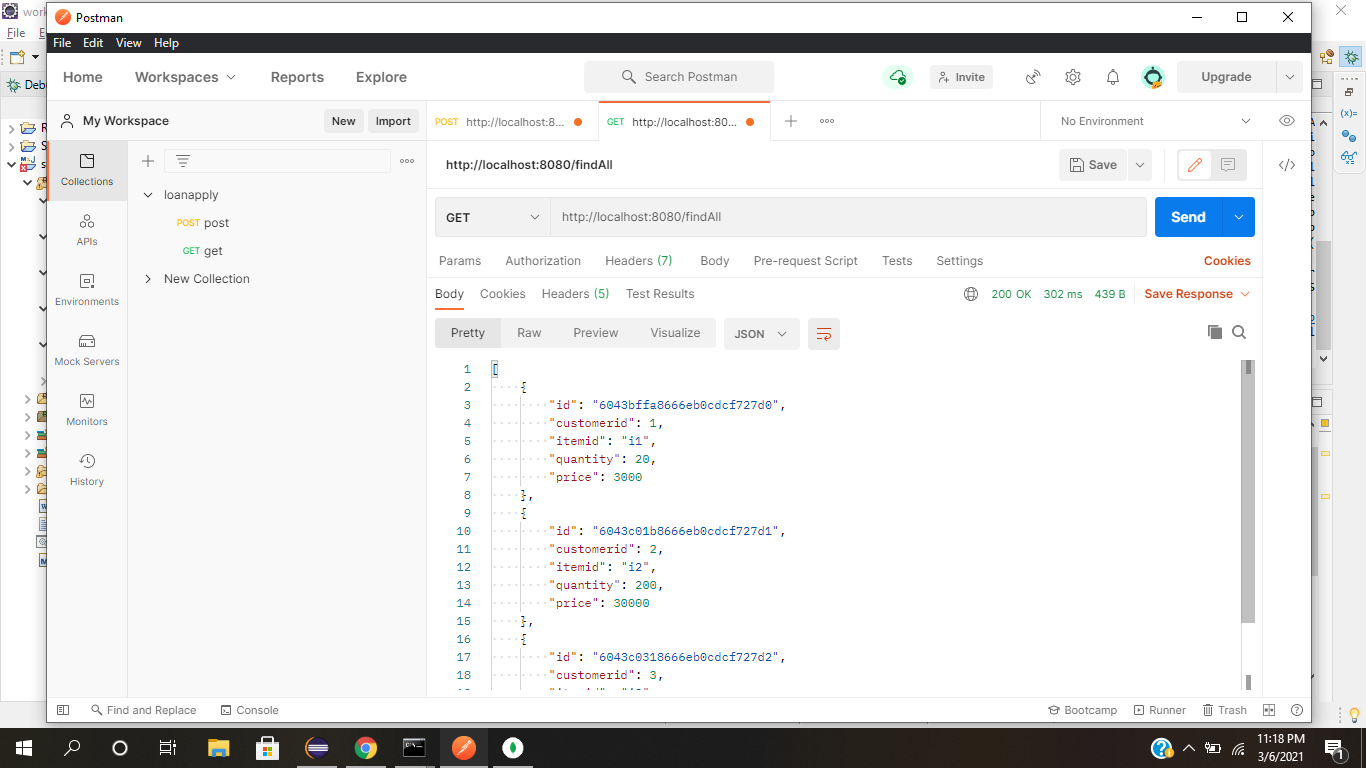 work
Postman
File
File Edit View Help
Home Workspaces Reports Explore Search Postman Invite Upgrade
My Workspace New Import POST http://localhost:8... GET http://localhost:80... No Environment
Collections
http://localhost:8080/findAll Save
loanapply
POST post
GET get
New Collection
APIs
Environments
Mock Servers
Monitors
History
GET http://localhost:8080/findAll Send
Params Authorization Headers (7) Body Pre-request Script Tests Settings Cookies
Body Cookies Headers (5) Test Results 200 OK 302 ms 439 B Save Response
Pretty Raw Preview Visualize JSON
1 [
2 {
3 "id": "6043bffa8666eb0cdcf727d0",
4 "customerid": 1,
5 "itemid": "i1",
6 "quantity": 20,
7 "price": 3000
8 },
9 {
10 "id": "6043c01b8666eb0cdcf727d1",
11 "customerid": 2,
12 "itemid": "i2",
13 "quantity": 200,
14 "price": 30000
15 },
16 {
17 "id": "6043c0318666eb0cdcf727d2",
18 "customerid": 3,
Find and Replace Console Bootcamp Runner Trash
11:18 PM
3/6/2021
1